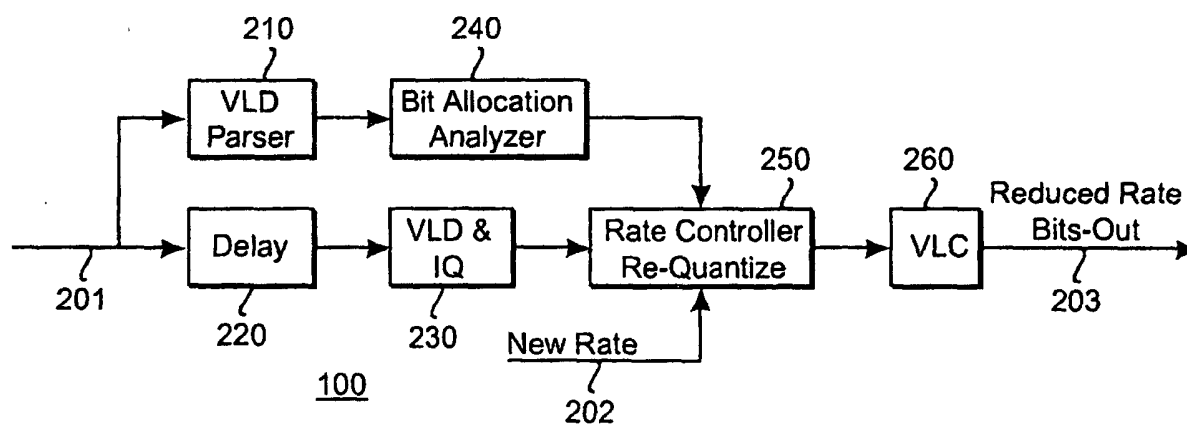 210
240
VLD
Parser
Bit Allocation
Analyzer
250
260
Reduced Rate
Bits-Out
Delay
VLD &
IQ
Rate Controller
Re-Quantize
VLC
201
220
230
203
New Rate
202
100